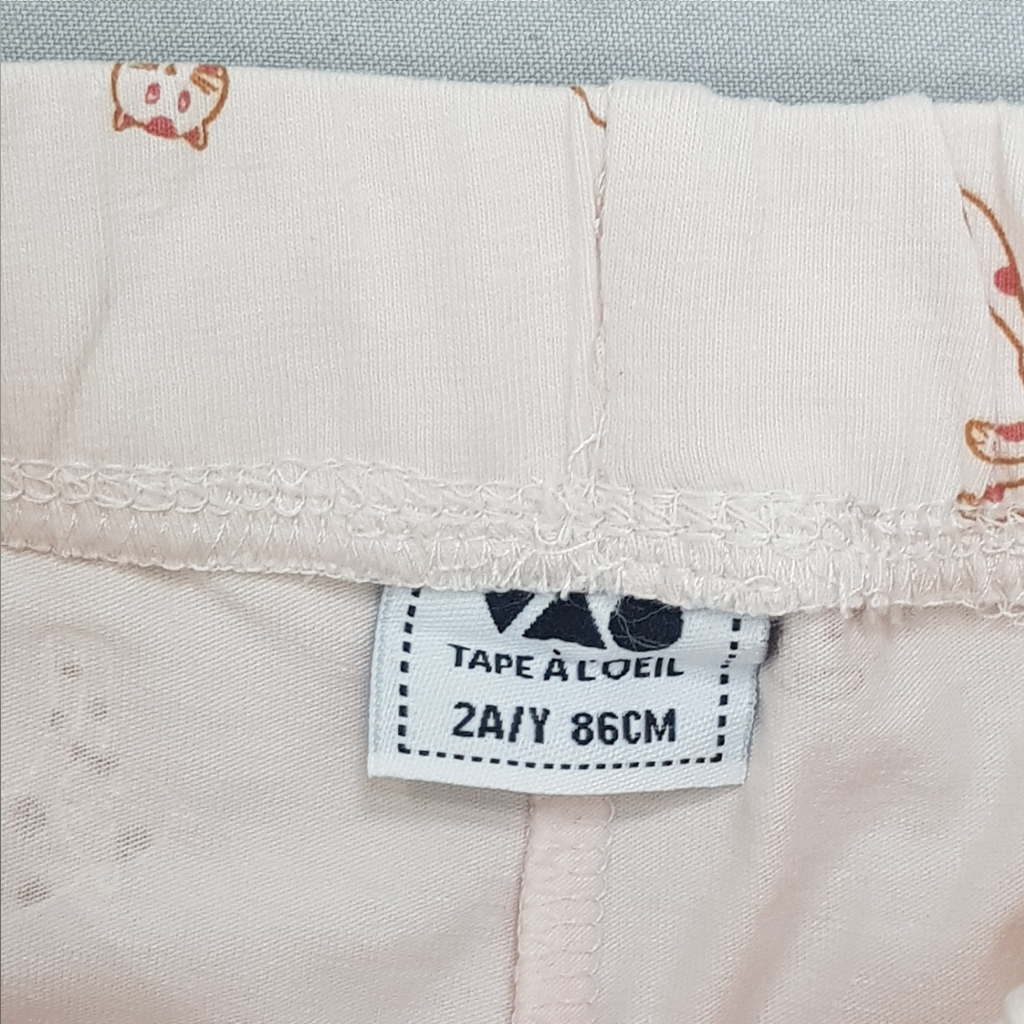 TAPE À L'OEIL
2A/Y 86CM